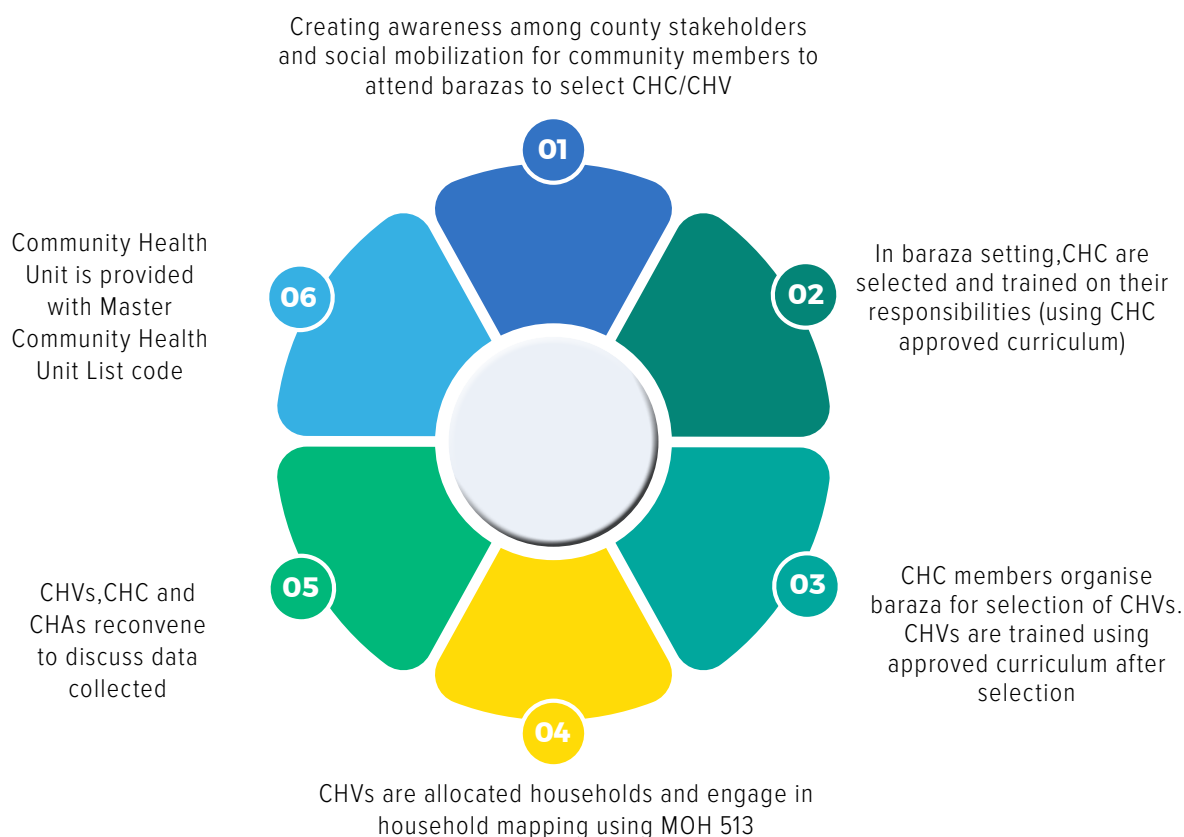 Creating awareness among county stakeholders
and social mobilization for community members to
attend barazas to select CHC/CHV
01
02
In baraza setting,CHC are
selected and trained on their
responsibilities (using CHC
approved curriculum)
03
CHC members organise
baraza for selection of CHVs.
CHVs are trained using
approved curriculum after
selection
04
CHVs are allocated households and engage in
household mapping using MOH 513
05
CHVs,CHC and
CHAs reconvene
to discuss data
collected
06
Community Health
Unit is provided
with Master
Community Health
Unit List code